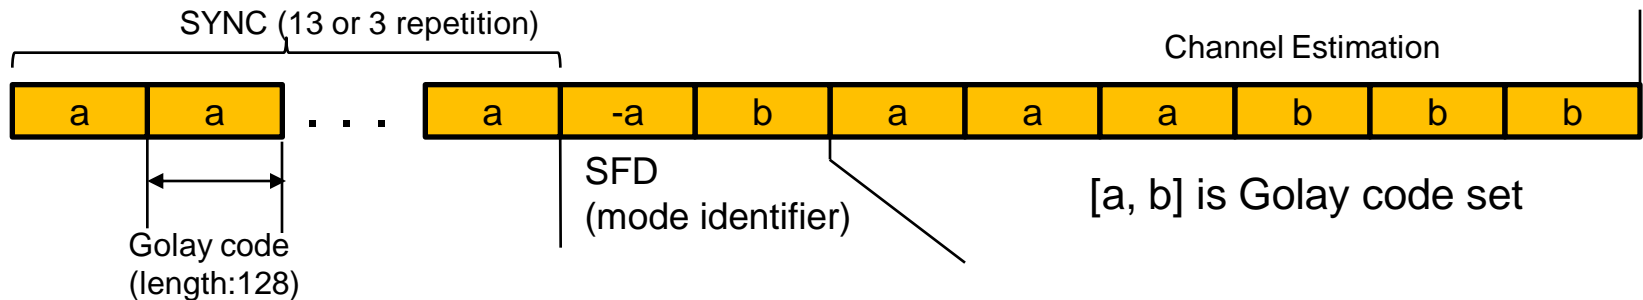 SYNC (13 or 3 repetition)
Channel Estimation
a a . . . a -a b a a a b b b
SFD
(mode identifier)
[a, b] is Golay code set
Golay code
(length:128)